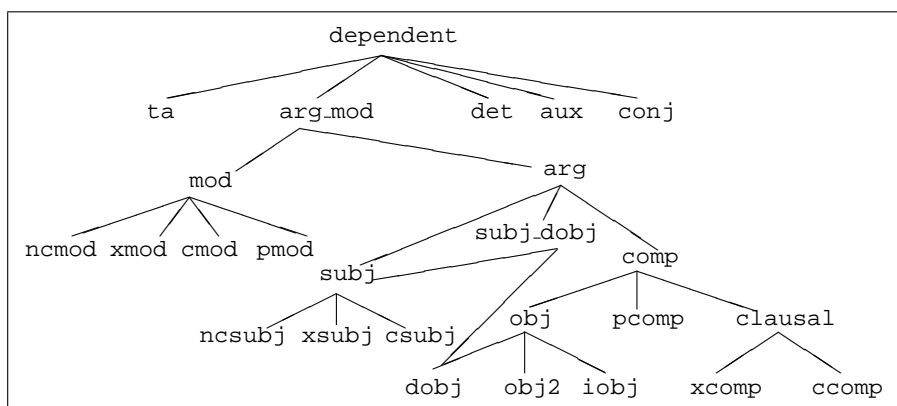 dependent
ta arg_mod det aux conj
mod arg
ncmod xmod cmod pmod subj_dobj
subj comp
ncsubj xsubj csubj obj pcomp clausal
dobj obj2 iobj xcomp ccomp